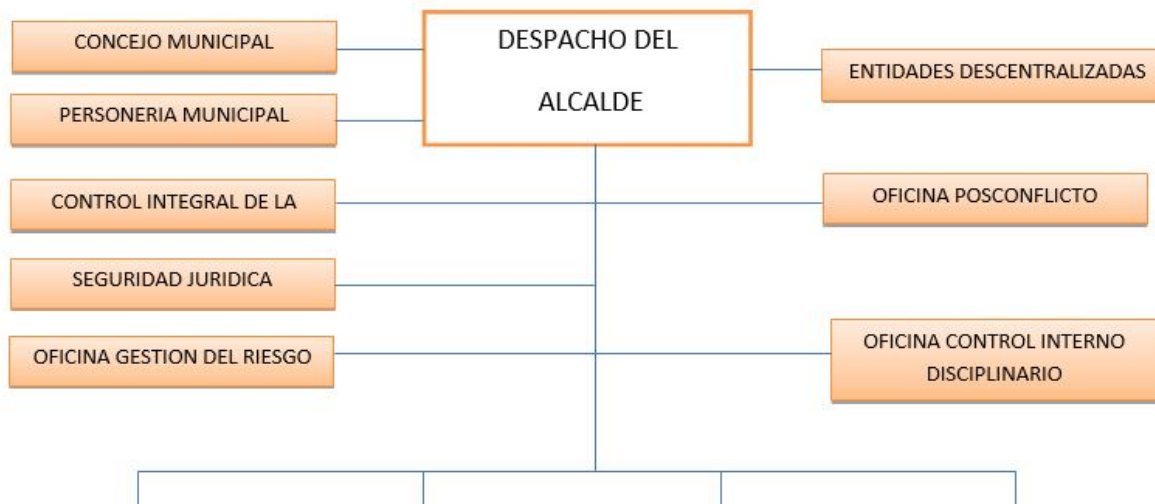 CONCEJO MUNICIPAL
DESPACHO DEL
ALCALDE
ENTIDADES DESCENTRALIZADAS
PERSONERIA MUNICIPAL
CONTROL INTEGRAL DE LA
OFICINA POSCONFLICTO
SEGURIDAD JURIDICA
OFICINA GESTION DEL RIESGO
OFICINA CONTROL INTERNO
DISCIPLINARIO